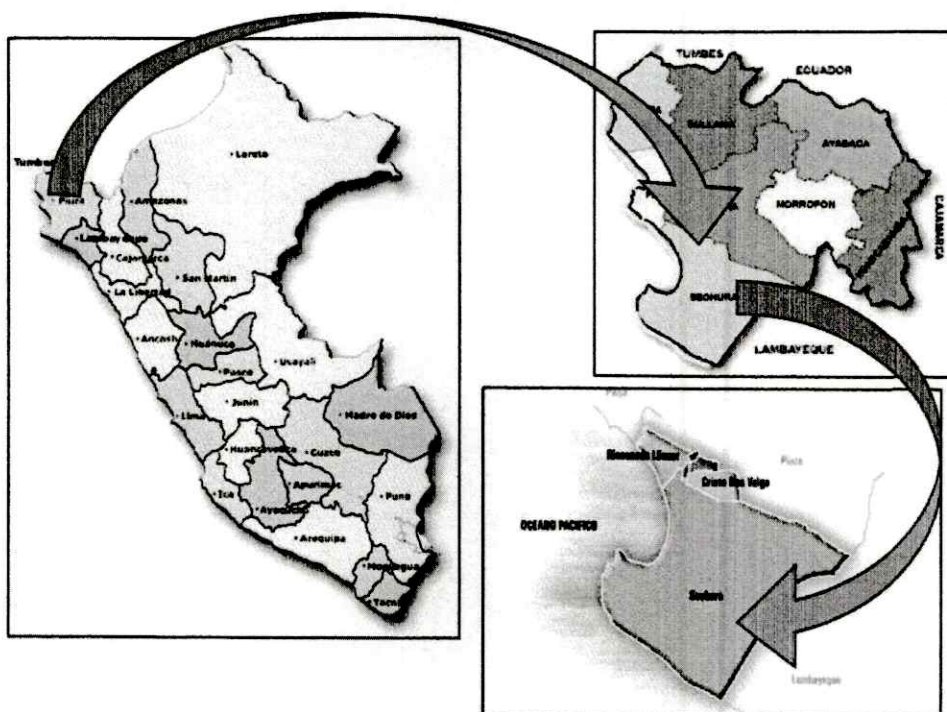 Loreto
Piura
Amazonas
Lambayeque
Cajamarca
San Martín
La Libertad
Ancash
Huánuco
Ucayali
Pasco
Junín
Lima
Madre de Dios
Huancavelica
Cuzco
Ica
Apurímac
Ayacucho
Puno
Arequipa
Moquegua
Tacna
TUMBES
ECUADOR
SULLANA
AYABACA
MORROPON
CAJAMARCA
SECHURA
LAMBAYEQUE
Piura
Rinconada Llicuar
Cristo Nos Valga
OCEANO PACIFICO
Sechura
Lambayeque